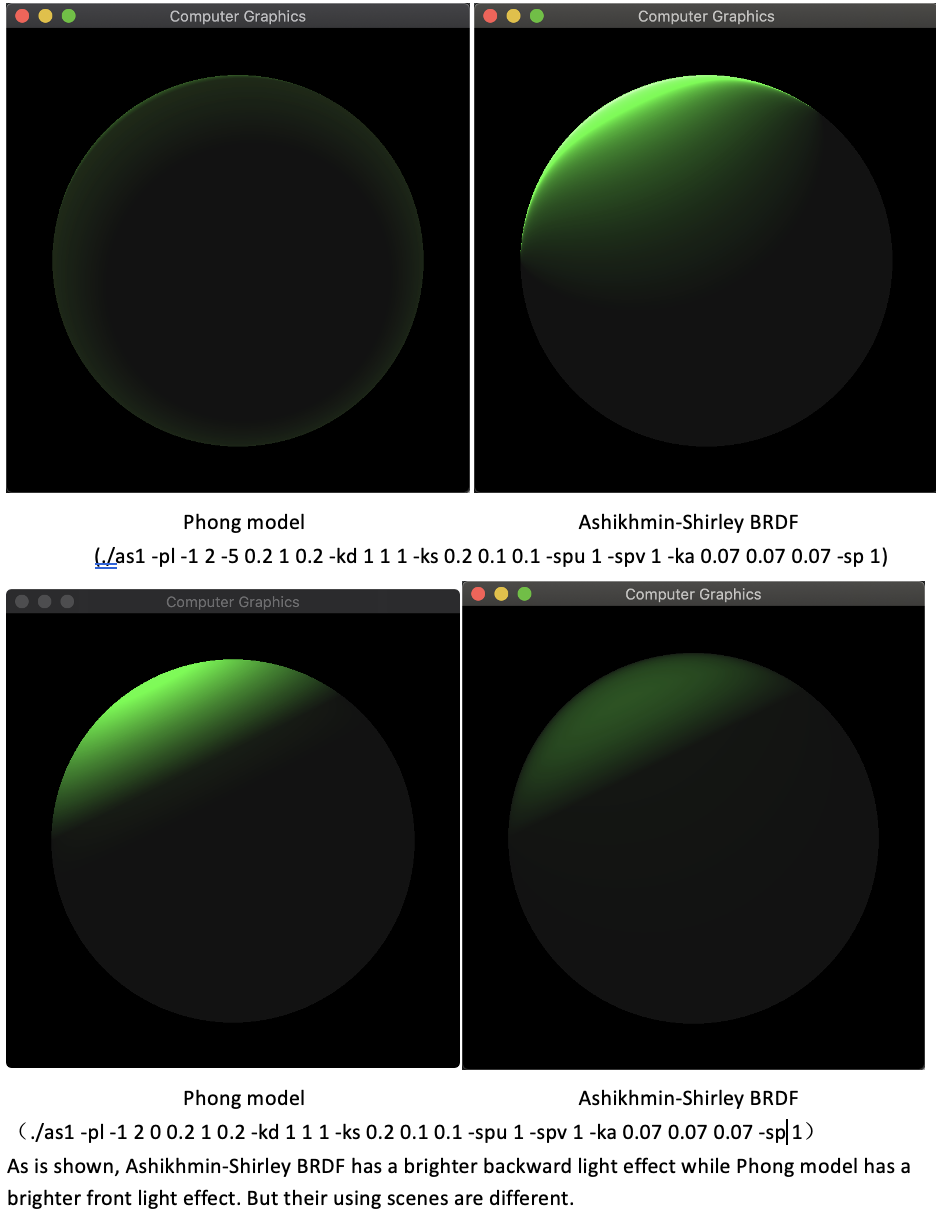 Computer Graphics
Computer Graphics
Phong model
Ashikhmin-Shirley BRDF
(./as1 -pl -1 2 -5 0.2 1 0.2 -kd 1 1 1 -ks 0.2 0.1 0.1 -spu 1 -spv 1 -ka 0.07 0.07 0.07 -sp 1)
Computer Graphics
Computer Graphics
Phong model
Ashikhmin-Shirley BRDF
（./as1 -pl -1 2 0 0.2 1 0.2 -kd 1 1 1 -ks 0.2 0.1 0.1 -spu 1 -spv 1 -ka 0.07 0.07 0.07 -sp 1）
As is shown, Ashikhmin-Shirley BRDF has a brighter backward light effect while Phong model has a
brighter front light effect. But their using scenes are different.